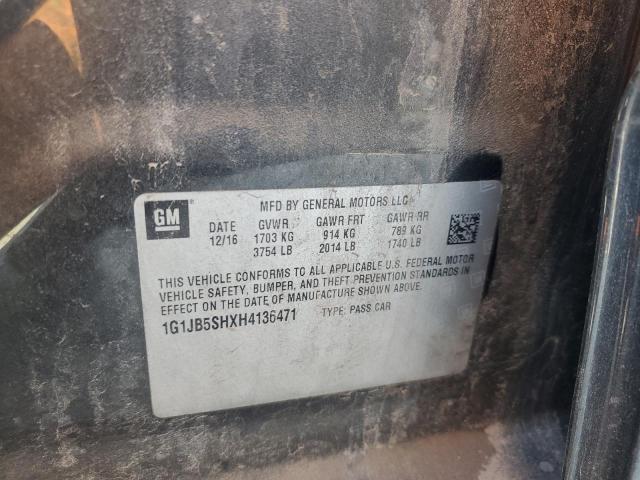 GM
MFD BY GENERAL MOTORS LLC
DATE GVWR GAWR FRT GAWR RR
12/16 1703 KG 914 KG 789 KG
3754 LB 2014 LB 1740 LB
THIS VEHICLE CONFORMS TO ALL APPLICABLE U.S. FEDERAL MOTOR
VEHICLE SAFETY, BUMPER, AND THEFT PREVENTION STANDARDS IN
EFFECT ON THE DATE OF MANUFACTURE SHOWN ABOVE.
1G1JB5SHXH4136471 TYPE: PASS CAR